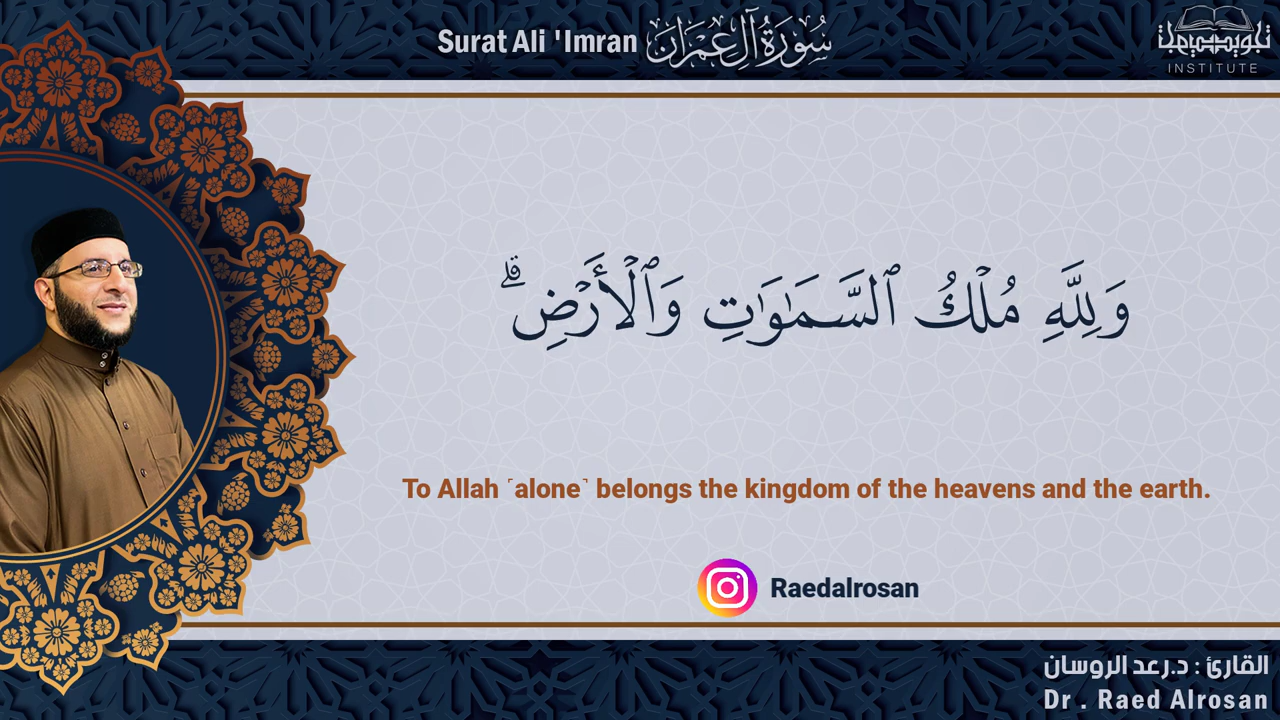 Surat Ali 'Imran سُورَةُ آلِ عِمْرَانَ
INSTITUTE
وَلِلَّهِ مُلۡكُ ٱلسَّمَـٰوَٰتِ وَٱلۡأَرۡضِۗ
To Allah ˹alone˺ belongs the kingdom of the heavens and the earth.
Raedalrosan
القارئ : د.رعد الروسان
Dr . Raed Alrosan